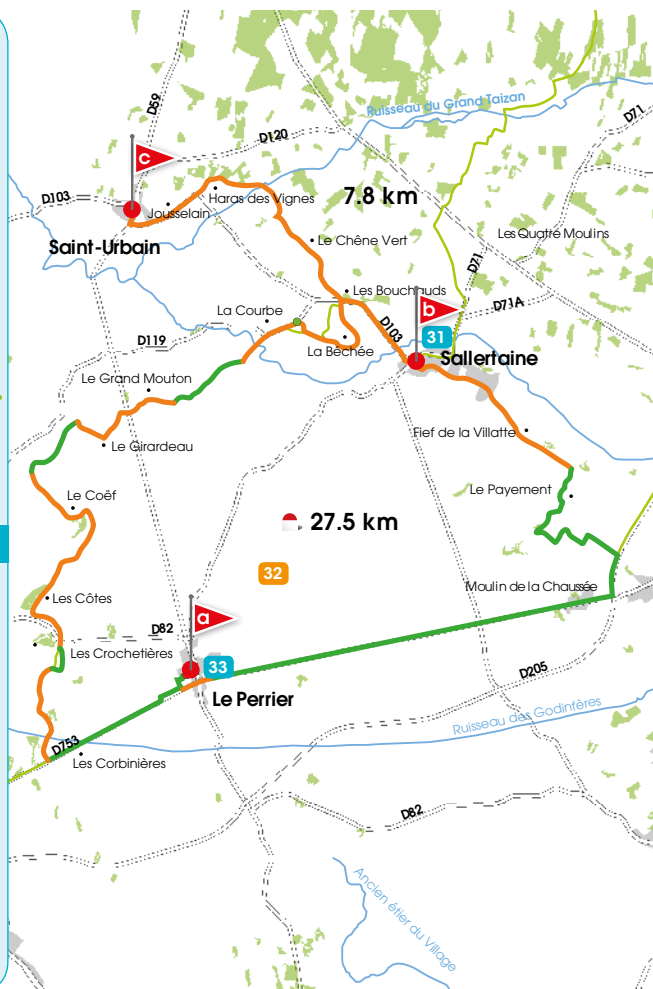 D59
Ruisseau du Grand Taizan
D71
D120
c
D103
Jousselain
Haras des Vignes
7.8 km
Saint-Urbain
Le Chêne Vert
Les Quatre Moulins
D71
Les Bouchauds
La Courbe
b
D71A
D103
31
D119
La Béchée
Sallertaine
Le Grand Mouton
Fief de la Villatte
Le Girardeau
Le Payement
Le Coëf
27.5 km
32
Moulin de la Chaussée
Les Côtes
a
D82
Les Crochetières
33
D205
Le Perrier
Ruisseau des Godinfères
D753
Les Corbinières
D82
Ancien étier du Village